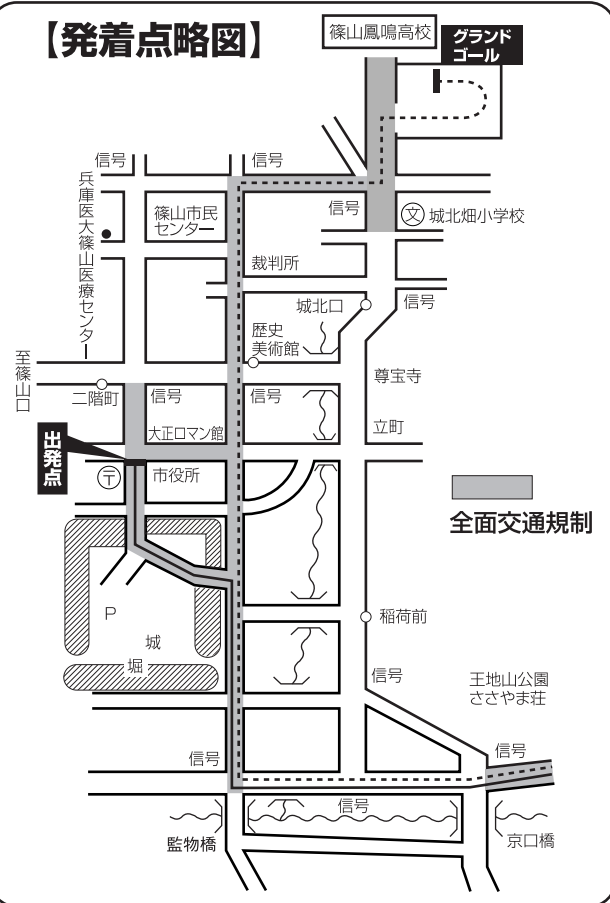 【発着点略図】
篠山鳳鳴高校
グランド
ゴール
信号
信号
兵庫医大篠山医療センター
篠山市民
センター
信号
文
城北畑小学校
裁判所
城北口
信号
歴史
美術館
至篠山口
尊宝寺
二階町
信号
信号
大正ロマン館
立町
出発点
〒
市役所
全面交通規制
P
城
堀
稲荷前
信号
王地山公園
ささやま荘
信号
信号
信号
監物橋
京口橋